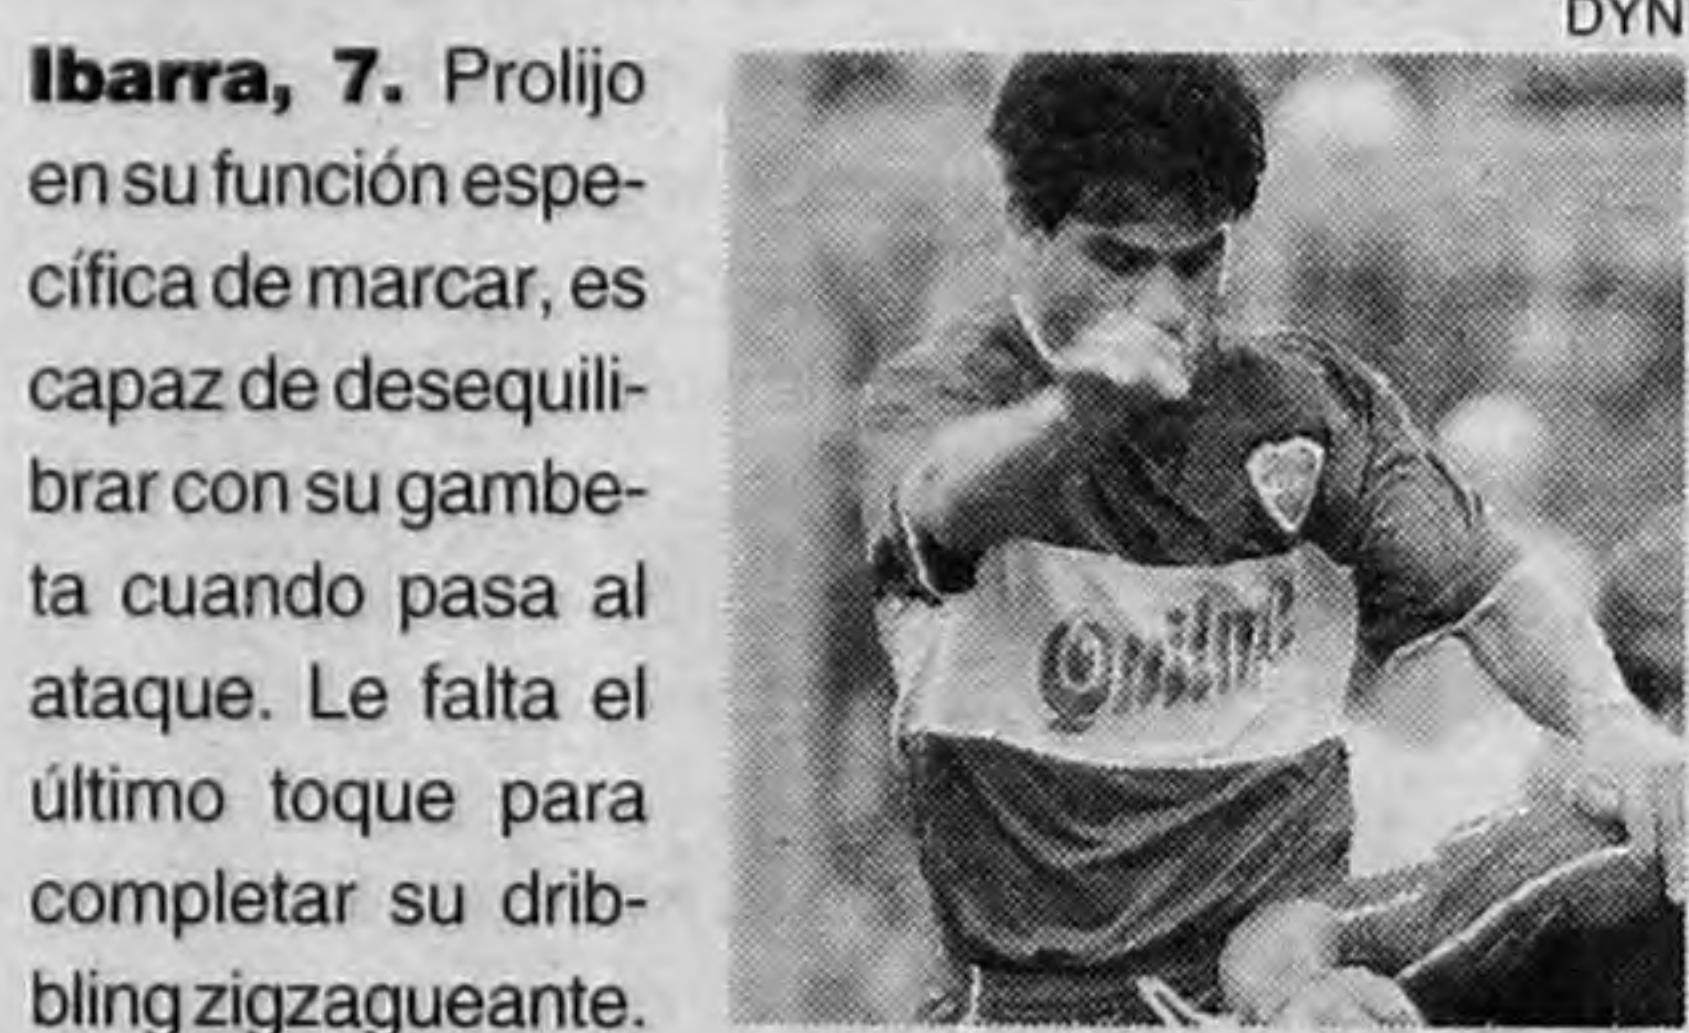 DYN
Ibarra, 7. Prolijo
en su función espe-
cífica de marcar, es
capaz de desequili-
brar con su gambe-
ta cuando pasa al
ataque. Le falta el
último toque para
completar su drib-
bling zigzagueante.
Quilmes